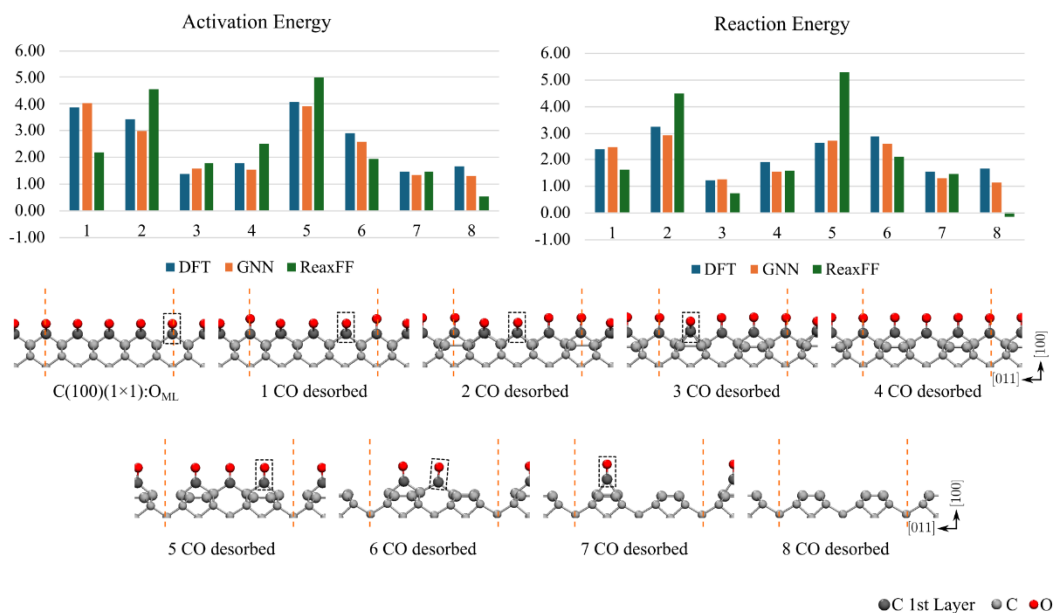 Activation Energy
6.00
5.00
4.00
3.00
2.00
1.00
0.00
-1.00
1 2 3 4 5 6 7 8
DFT GNN ReaxFF
Reaction Energy
6.00
5.00
4.00
3.00
2.00
1.00
0.00
-1.00
1 2 3 4 5 6 7 8
DFT GNN ReaxFF
[100]
[011]
C(100)(1×1):O_ML 1 CO desorbed 2 CO desorbed 3 CO desorbed 4 CO desorbed
[100]
[011]
5 CO desorbed 6 CO desorbed 7 CO desorbed 8 CO desorbed
C 1st Layer C O